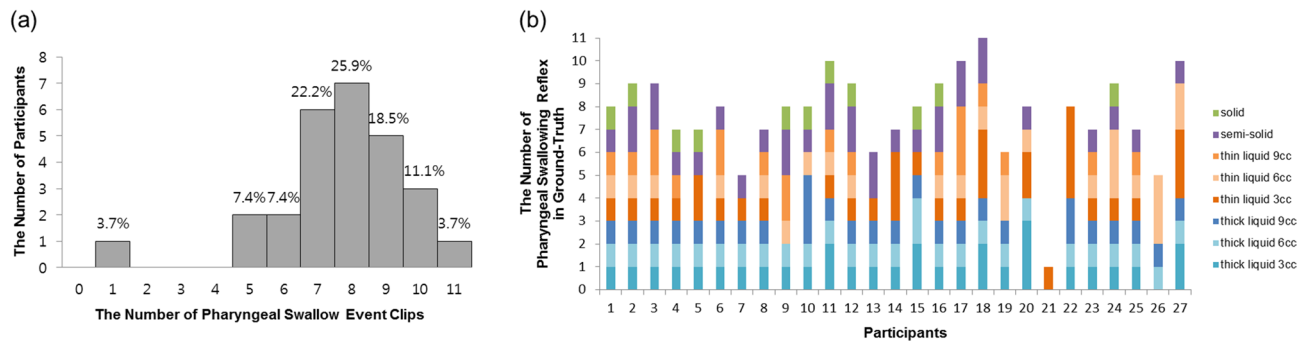 (a)
The Number of Participants
8
7
6
5
4
3
2
1
0
3.7%
7.4%
7.4%
22.2%
25.9%
18.5%
11.1%
3.7%
0 1 2 3 4 5 6 7 8 9 10 11
The Number of Pharyngeal Swallow Event Clips
(b)
The Number of
Pharyngeal Swallowing Reflex
in Ground-Truth
11
10
9
8
7
6
5
4
3
2
1
0
1 2 3 4 5 6 7 8 9 10 11 12 13 14 15 16 17 18 19 20 21 22 23 24 25 26 27
Participants
solid
semi-solid
thin liquid 9cc
thin liquid 6cc
thin liquid 3cc
thick liquid 9cc
thick liquid 6cc
thick liquid 3cc